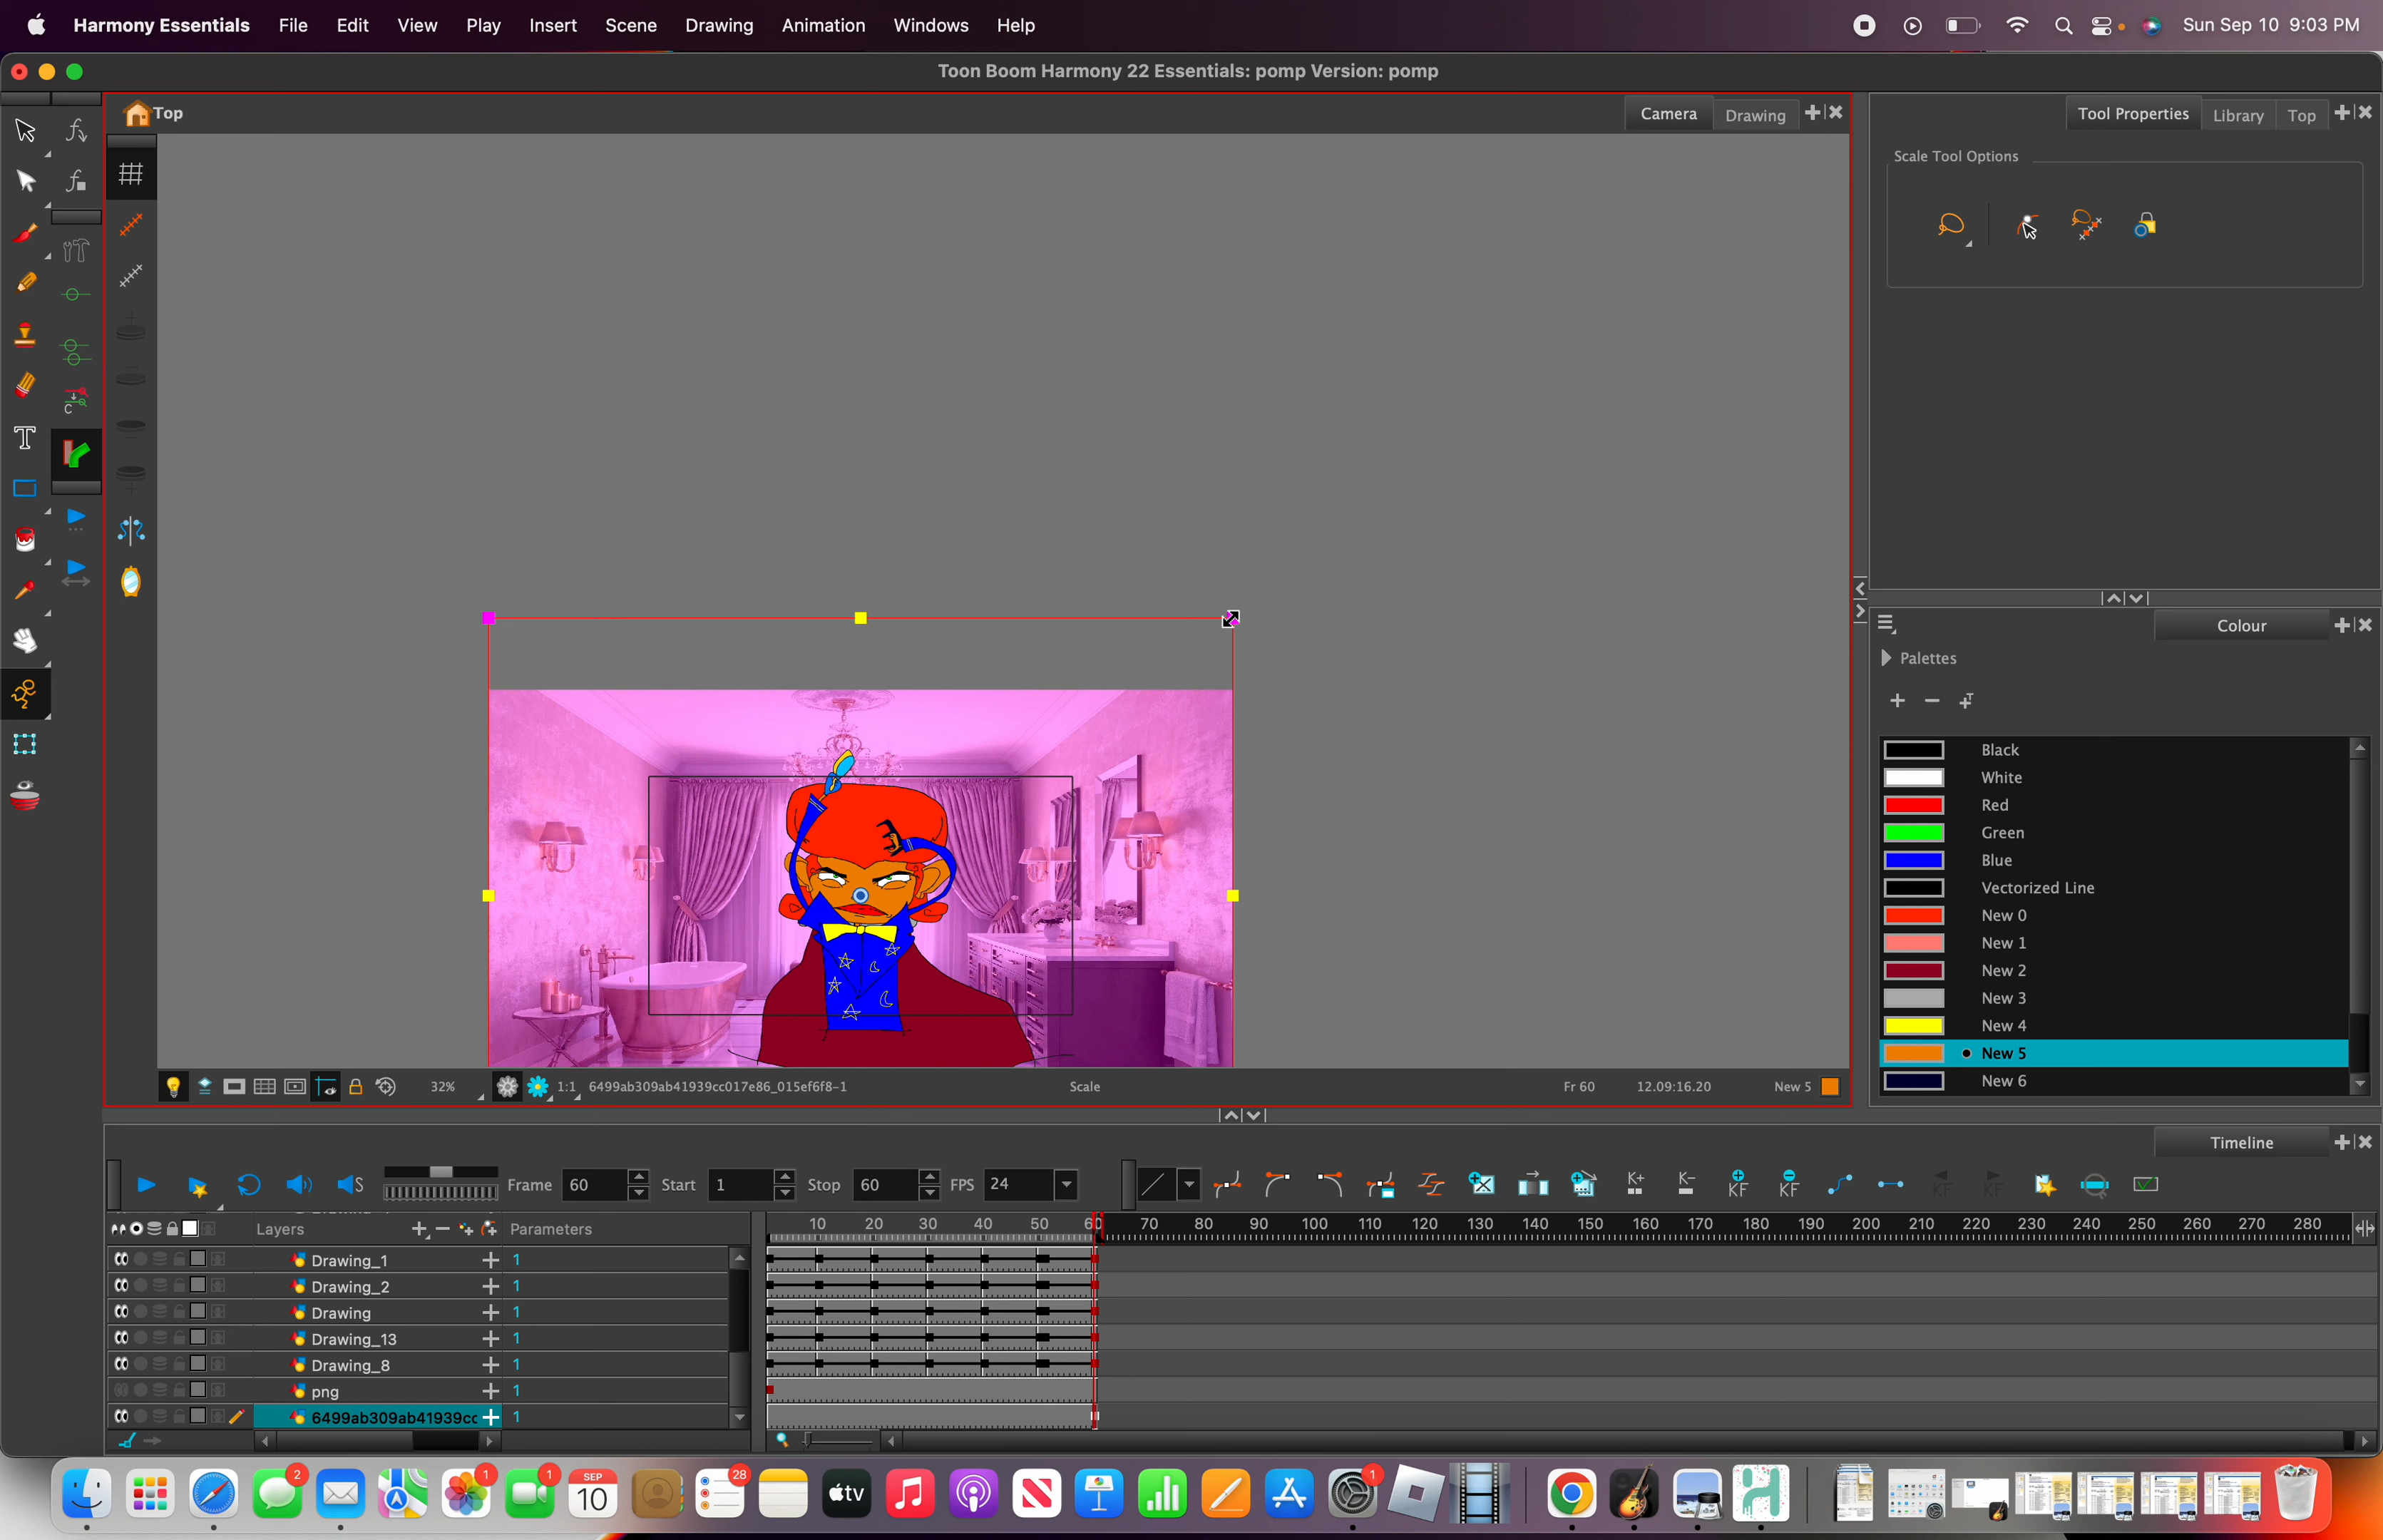 Harmony Essentials File Edit View Play Insert Scene Drawing Animation Windows Help Sun Sep 10 9:03 PM
Toon Boom Harmony 22 Essentials: pomp Version: pomp
Top Camera Drawing Tool Properties Library Top
Scale Tool Options
Colour
Palettes
Black
White
Red
Green
Blue
Vectorized Line
New 0
New 1
New 2
New 3
New 4
New 5
New 6
32% 1:1 6499ab309ab41939cc017e86_015ef6f8-1 Scale Fr 60 12.09:16.20 New 5
Timeline
Frame 60 Start 1 Stop 60 FPS 24
Layers Parameters 10 20 30 40 50 60 70 80 90 100 110 120 130 140 150 160 170 180 190 200 210 220 230 240 250 260 270 280
Drawing_1 1
Drawing_2 1
Drawing 1
Drawing_13 1
Drawing_8 1
png 1
6499ab309ab41939cc 1
2 1 1 SEP 10 28 tv 1